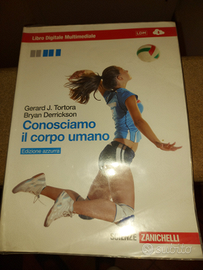 Libro Digitale Multimediale
Gerard J. Tortora
Bryan Derrickson
Conosciamo
il corpo umano
Edizione azzurra
SCIENZE ZANICHELLI